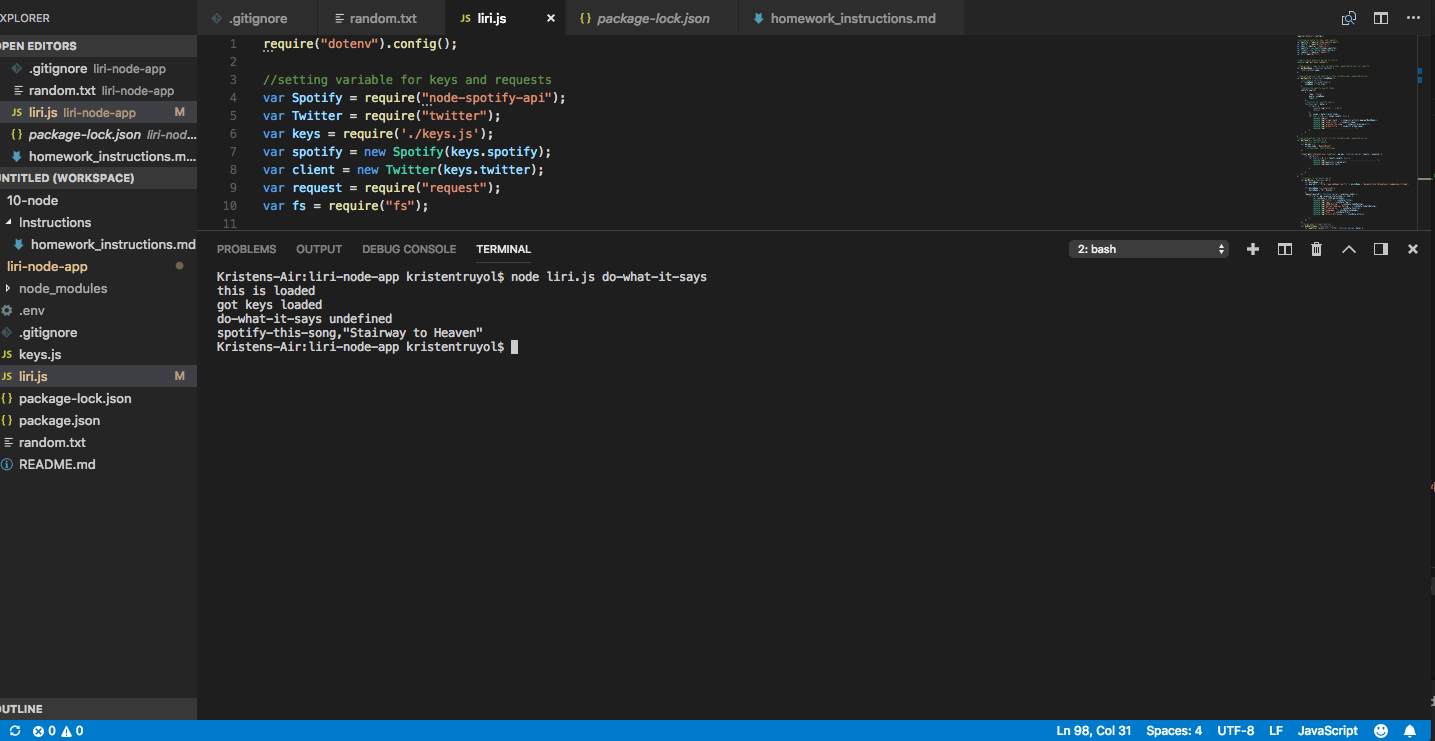 XPLORER
.gitignore
random.txt
JS liri.js ×
{} package-lock.json
homework_instructions.md
OPEN EDITORS
.gitignore liri-node-app
random.txt liri-node-app
JS liri.js liri-node-app M
{} package-lock.json liri-nod...
homework_instructions.m...
UNTITLED (WORKSPACE)
10-node
Instructions
homework_instructions.md
liri-node-app
node_modules
.env
.gitignore
JS keys.js
JS liri.js M
{} package-lock.json
{} package.json
random.txt
README.md
OUTLINE
1 require("dotenv").config();
2
3 //setting variable for keys and requests
4 var Spotify = require("node-spotify-api");
5 var Twitter = require("twitter");
6 var keys = require('./keys.js');
7 var spotify = new Spotify(keys.spotify);
8 var client = new Twitter(keys.twitter);
9 var request = require("request");
10 var fs = require("fs");
11
PROBLEMS OUTPUT DEBUG CONSOLE TERMINAL
2: bash
Kristens-Air:liri-node-app kristentruyol$ node liri.js do-what-it-says
this is loaded
got keys loaded
do-what-it-says undefined
spotify-this-song,"Stairway to Heaven"
Kristens-Air:liri-node-app kristentruyol$
0 0
Ln 98, Col 31 Spaces: 4 UTF-8 LF JavaScript